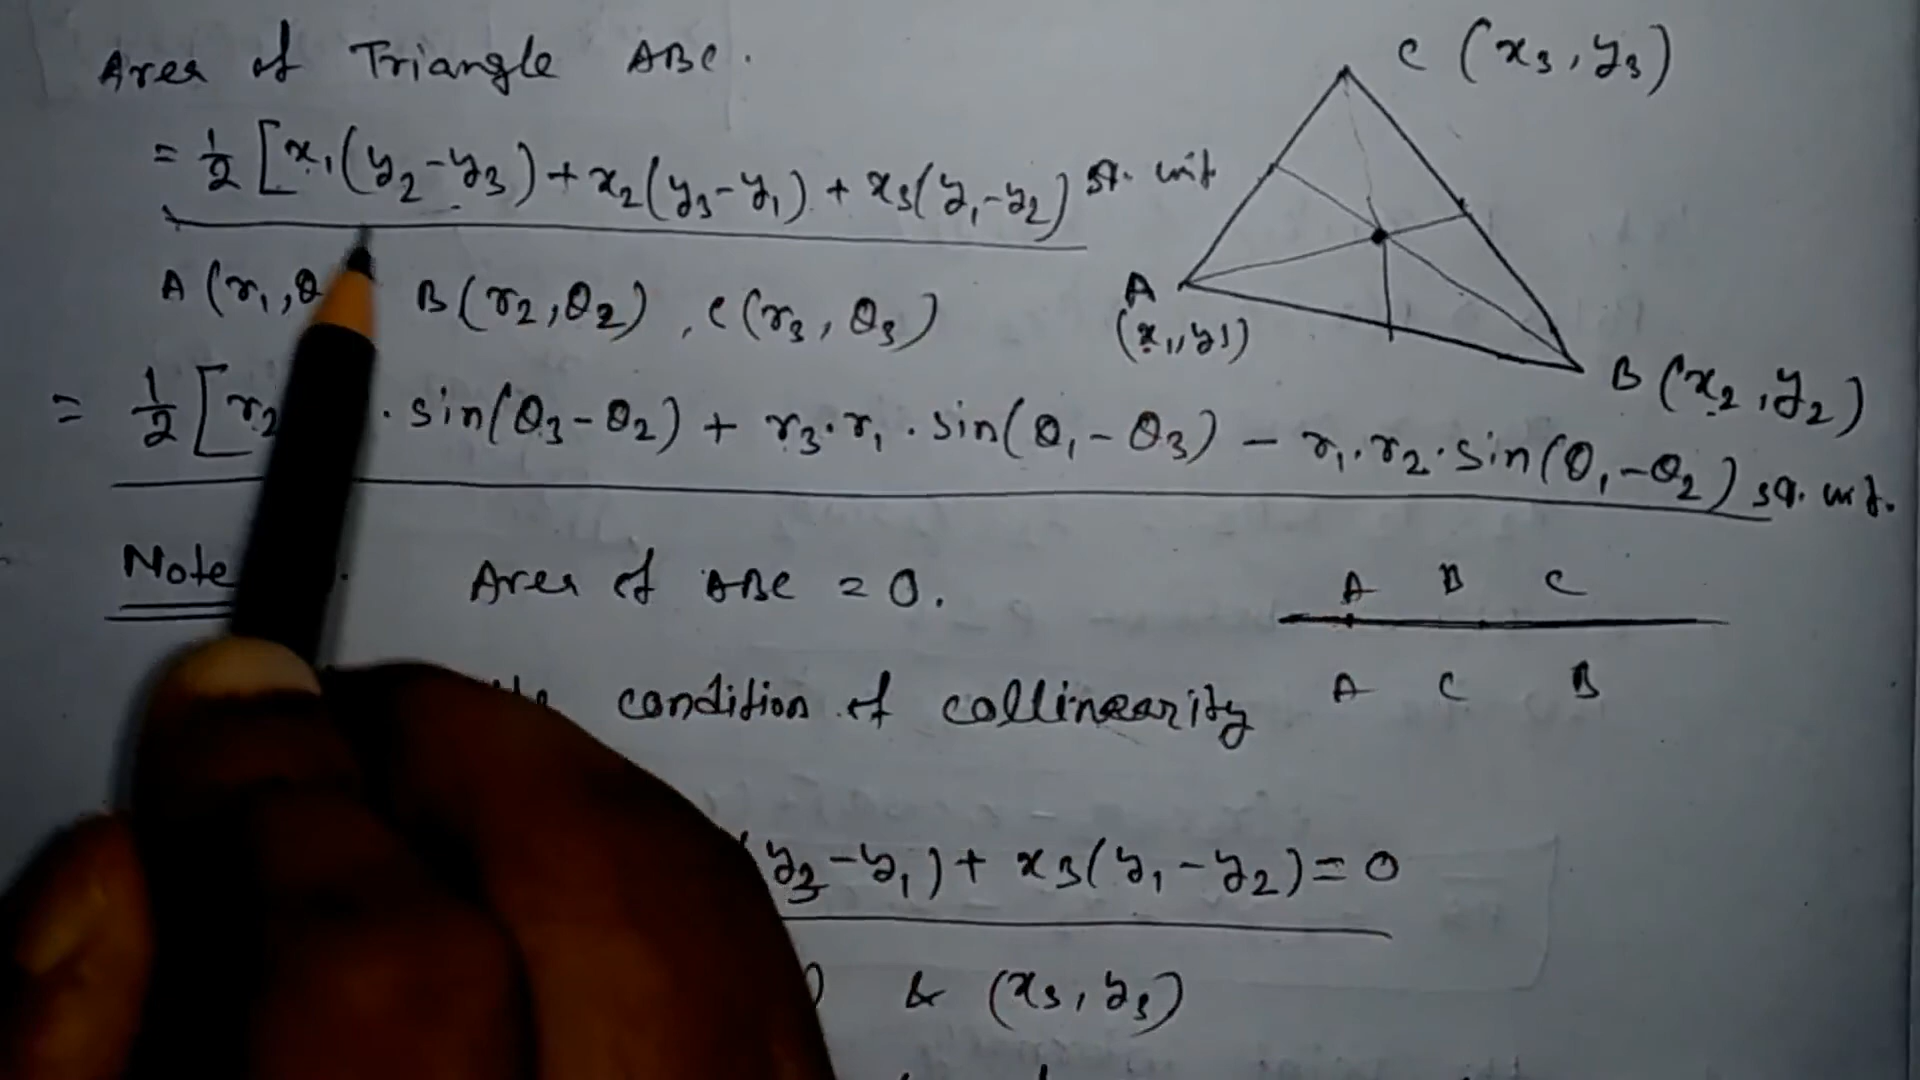 Area of Triangle ABC.
= 1/2 [x₁(y₂-y₃)+x₂(y₃-y₁)+x₃(y₁-y₂) sq. unit
C (x₃,y₃)
A
(x₁,y₁)
B (x₂,y₂)
A(r₁,θ B(r₂,θ₂), C(r₃,θ₃)
= 1/2 [r₂ . sin(θ₃-θ₂) + r₃.r₁.sin(θ₁-θ₃) - r₁.r₂.sin(θ₁-θ₂) sq. unit.
Note Area of ABC = 0.
A B C
condition of collinearity
A C B
(y₃-y₁)+x₃(y₁-y₂)=0
) & (x₃,y₃)